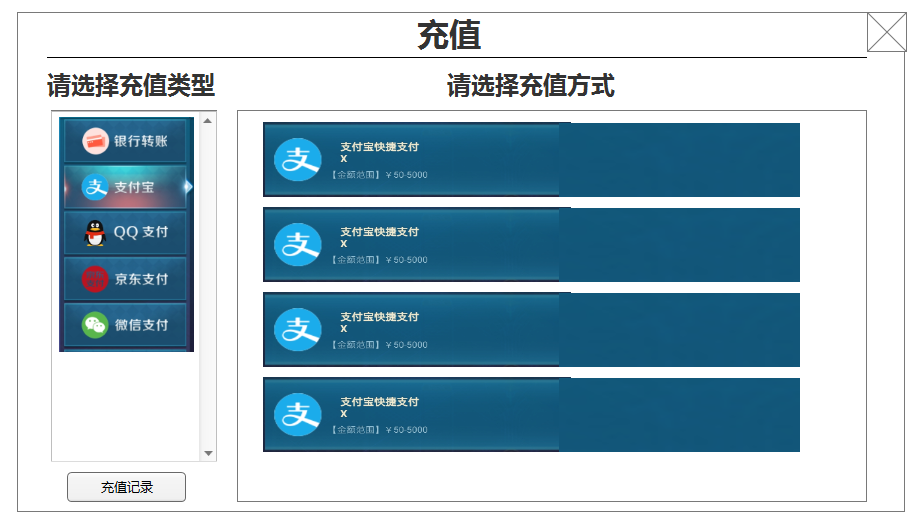 充值
请选择充值类型
请选择充值方式
银行转账
支付宝
QQ 支付
京东支付
微信支付
支付宝快捷支付
X
【金额范围】￥50-5000
支付宝快捷支付
X
【金额范围】￥50-5000
支付宝快捷支付
X
【金额范围】￥50-5000
支付宝快捷支付
X
【金额范围】￥50-5000
充值记录